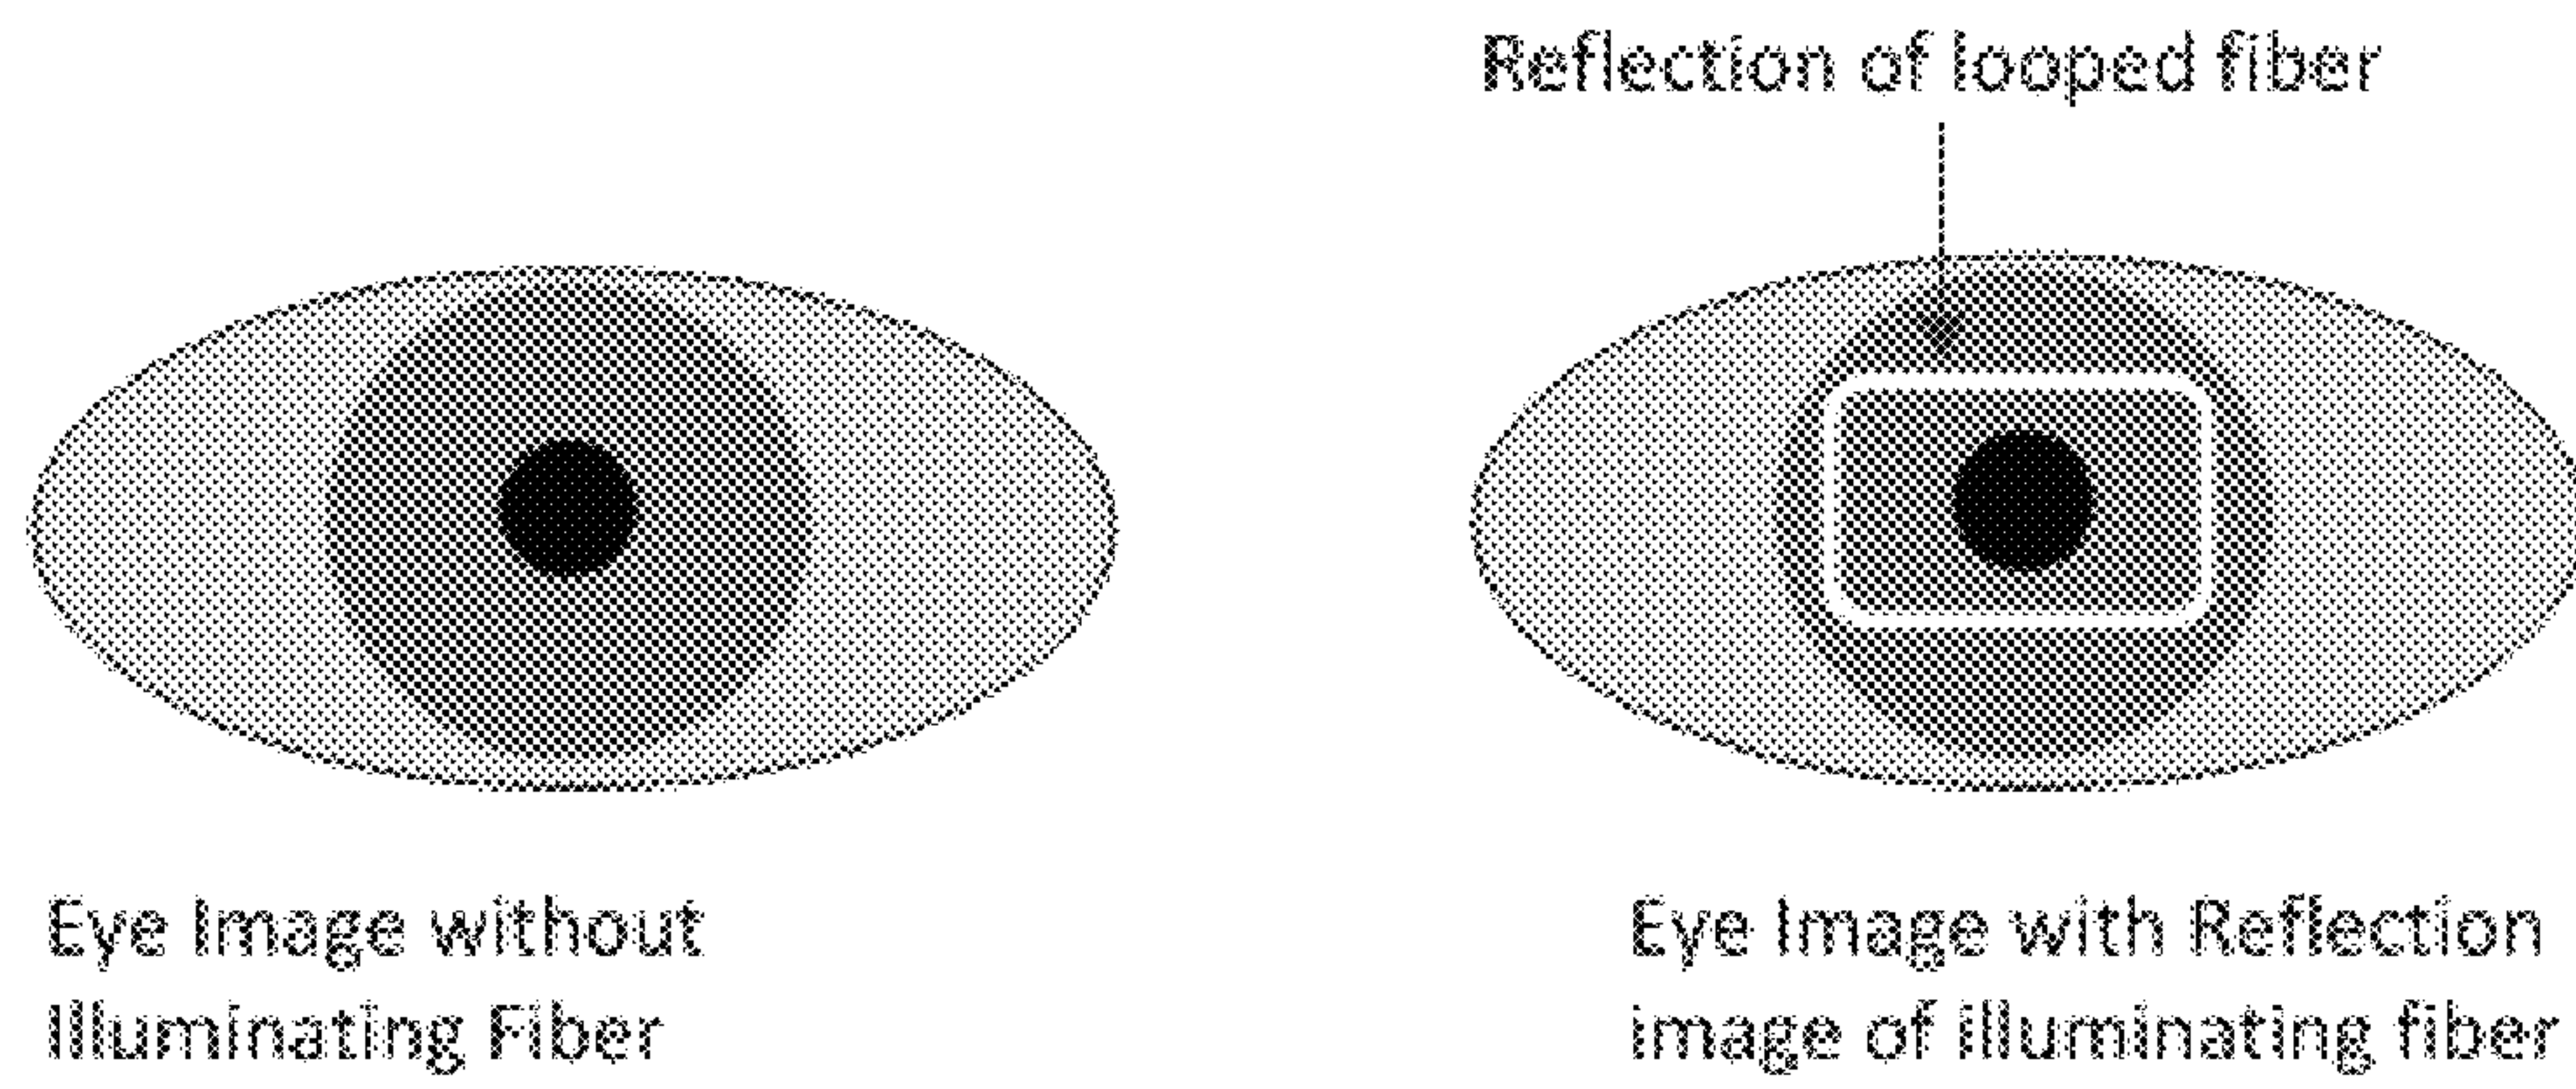 Reflection of looped fiber
Eye Image without
Illuminating Fiber
Eye Image with Reflection
image of illuminating fiber